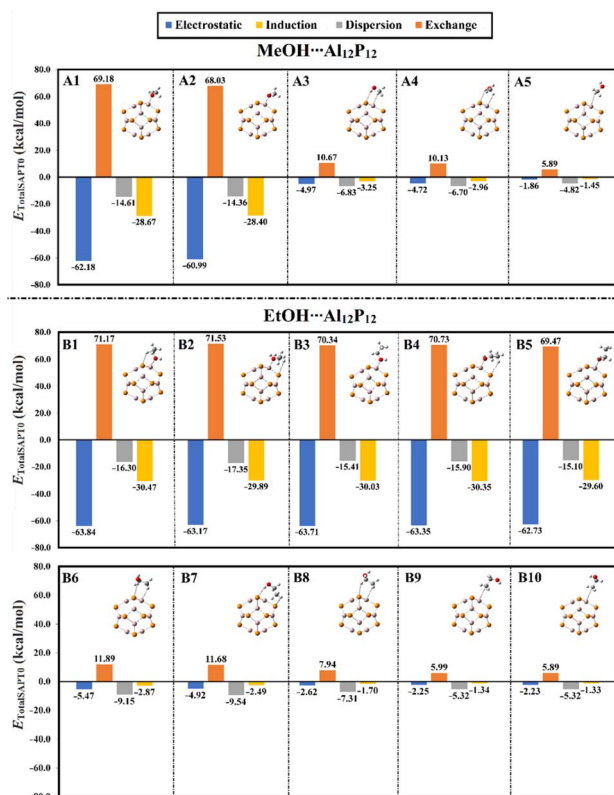 Electrostatic Induction Dispersion Exchange
MeOH···Al₁₂P₁₂
E_TotalSAPT0 (kcal/mol)
80.0
60.0
40.0
20.0
0.0
−20.0
−40.0
−60.0
−80.0
A1 A2 A3 A4 A5
69.18 68.03 10.67 10.13 5.89
−62.18 −14.61 −28.67
−60.99 −14.36 −28.40
−4.97 −6.83 −3.25
−4.72 −6.70 −2.96
−1.86 −4.82 −1.45
EtOH···Al₁₂P₁₂
E_TotalSAPT0 (kcal/mol)
80.0
60.0
40.0
20.0
0.0
−20.0
−40.0
−60.0
−80.0
B1 B2 B3 B4 B5
71.17 71.53 70.34 70.73 69.47
−63.84 −16.30 −30.47
−63.17 −17.35 −29.89
−63.71 −15.41 −30.03
−63.35 −15.90 −30.35
−62.73 −15.10 −29.60
E_TotalSAPT0 (kcal/mol)
80.0
60.0
40.0
20.0
0.0
−20.0
−40.0
−60.0
−80.0
B6 B7 B8 B9 B10
11.89 11.68 7.94 5.99 5.89
−5.47 −9.15 −2.87
−4.92 −9.54 −2.49
−2.62 −7.31 −1.70
−2.25 −5.32 −1.34
−2.23 −5.32 −1.33